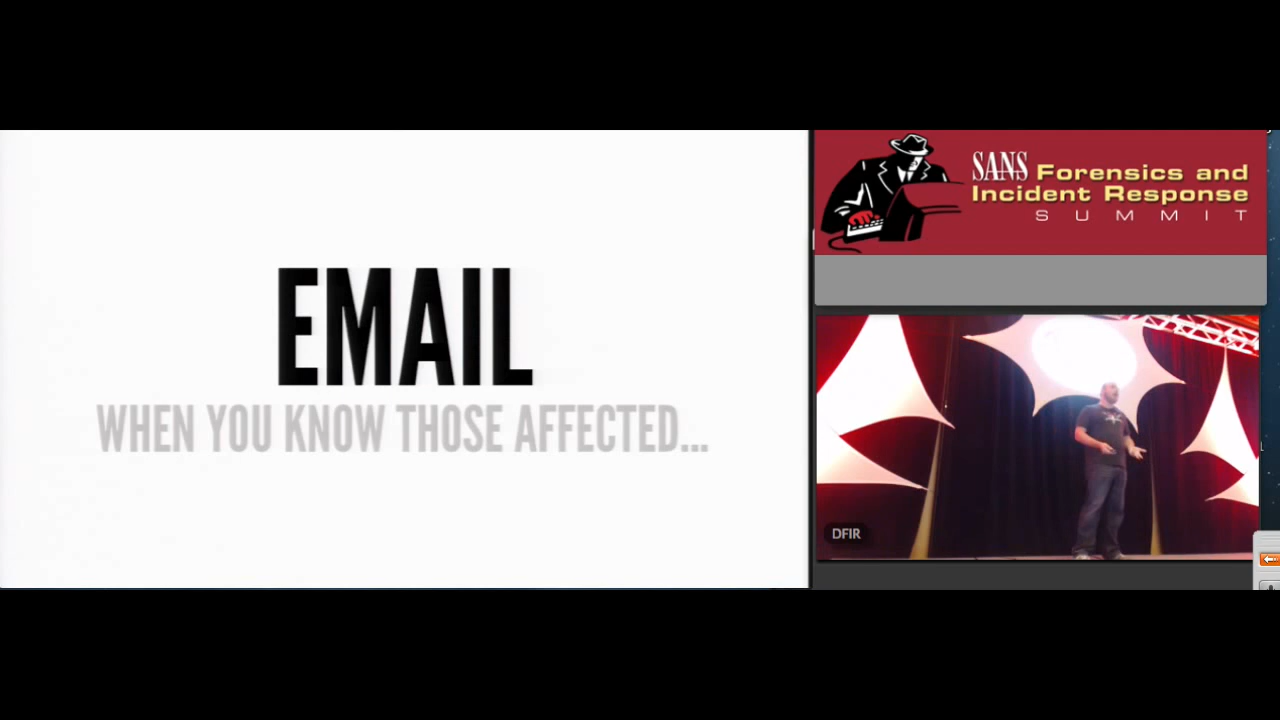 EMAIL
WHEN YOU KNOW THOSE AFFECTED...
SANS Forensics and
Incident Response
SUMMIT
DFIR